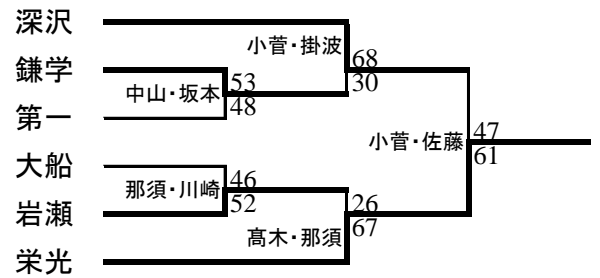 深沢
小菅・掛波
68
鎌学
30
53
中山・坂本
48
第一
小菅・佐藤
47
61
大船
46
那須・川崎
52
26
岩瀬
67
髙木・那須
栄光